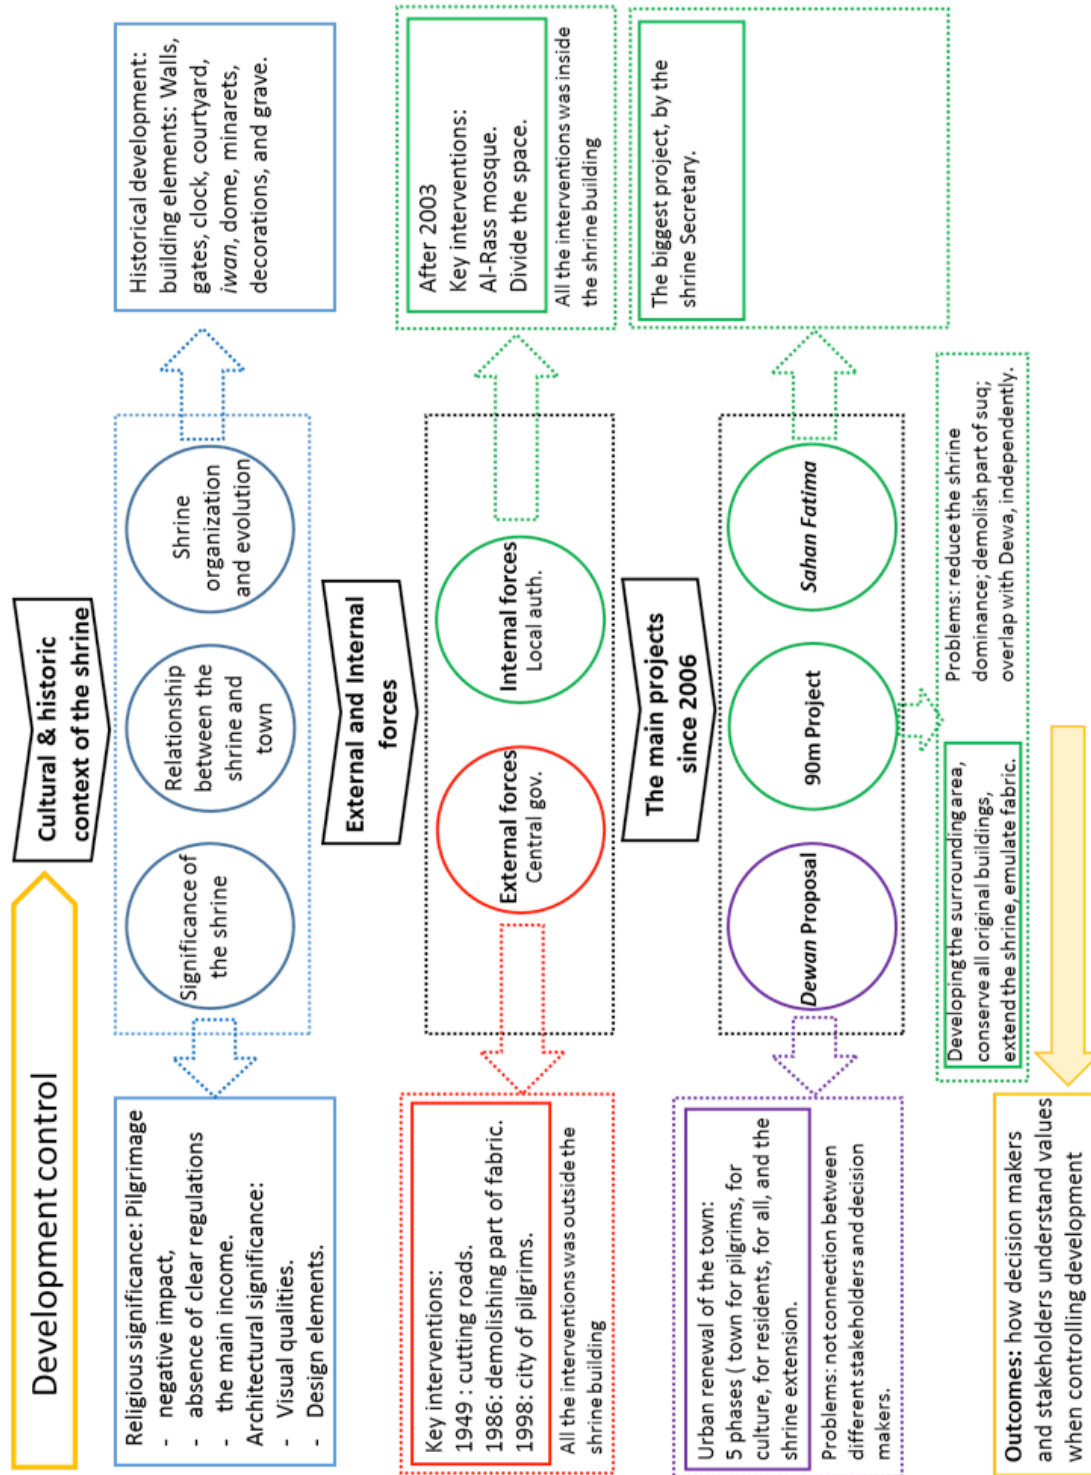 Development control
Cultural & historic
context of the shrine
Significance of
the shrine
Relationship
between the
shrine and
town
Shrine
organization
and evolution
Religious significance: Pilgrimage
- negative impact,
- absence of clear regulations
- the main income.
Architectural significance:
- Visual qualities.
- Design elements.
Historical development:
building elements: Walls,
gates, clock, courtyard,
iwan, dome, minarets,
decorations, and grave.
External and Internal
forces
External forces
Central gov.
Internal forces
Local auth.
Key interventions:
1949 : cutting roads.
1986: demolishing part of fabric.
1998: city of pilgrims.
All the interventions was outside the
shrine building
After 2003
Key interventions:
Al-Rass mosque.
Divide the space.
All the interventions was inside
the shrine building
The main projects
since 2006
Dewan Proposal
90m Project
Sahan Fatima
Urban renewal of the town:
5 phases ( town for pilgrims, for
culture, for residents, for all, and the
shrine extension.
Problems: not connection between
different stakeholders and decision
makers.
The biggest project, by the
shrine Secretary.
Developing the surrounding area,
conserve all original buildings,
extend the shrine, emulate fabric.
Problems: reduce the shrine
dominance; demolish part of suq;
overlap with Dewa, independently.
Outcomes: how decision makers
and stakeholders understand values
when controlling development